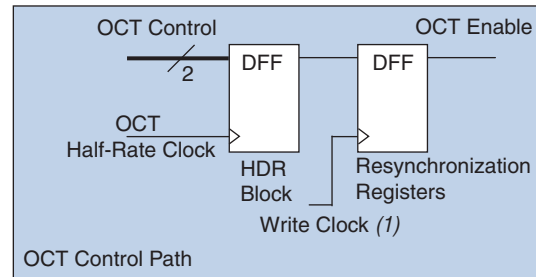 OCT Control
OCT Enable
DFF
DFF
2
OCT
Half-Rate Clock
HDR
Block
Resynchronization
Registers
Write Clock (1)
OCT Control Path